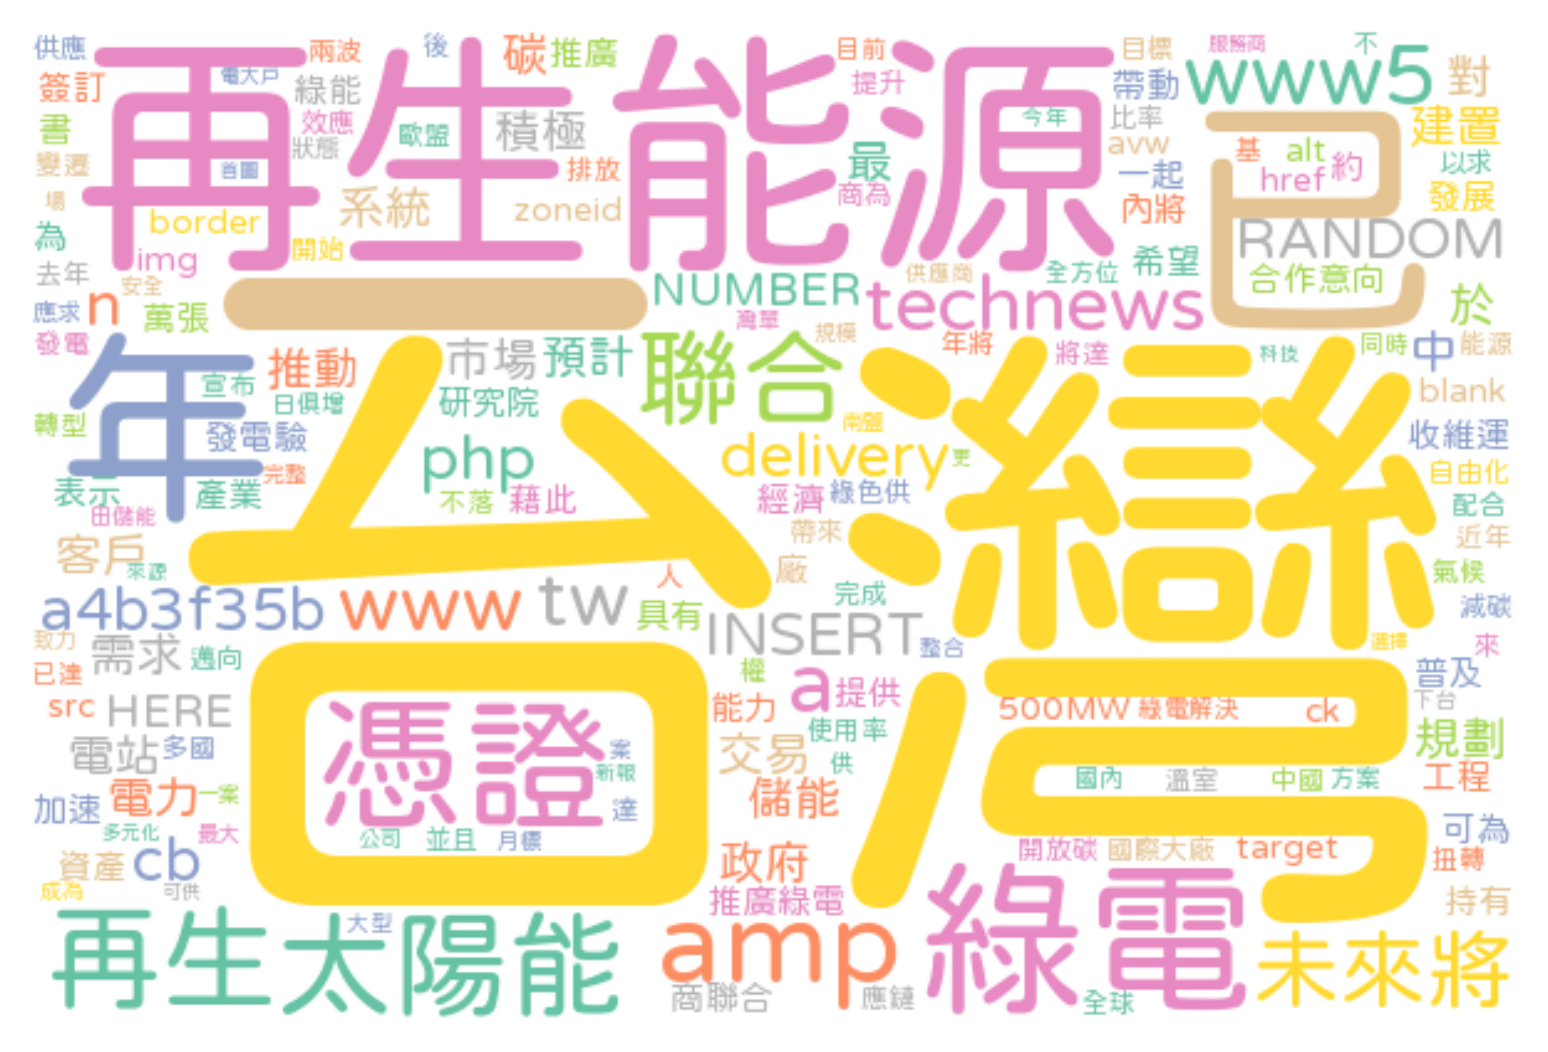 供應 兩波 後 碳 推廣 目前 目標 服務商 不
簽訂 電大戶 綠能 再生能源 提升 帶動 www5 對
書 效應 歐盟 積極 最 今年 比率 已 基 alt 建置
變遷 首圖 狀態 排放 商為 avw 一起 href 約 以求
場 border 系統 zoneid 內將 發展
為 img 開始 RANDOM
去年 安全 一 NUMBER 供應商 全方位 希望 合作意向 於
應求 n 萬張 灣單 規模 technews
發電 年 推動 市場 預計 聯合 年將 將達 科技 同時 中 能源
宣布 日俱增 研究院 台灣 blank
轉型 發電驗 php 南鹽 delivery 更 收維運
表示 產業 完整 不落 藉此 經濟 綠色供 自由化
田儲能 帶來 配合
客戶 來源 廠 近年
a4b3f35b www tw 人 具有 完成 氣候
致力 需求 邁向 INSERT 整合 選擇 減碳 來
已達 權 a 提供 普及
src HERE 憑證 能力 使用率 500MW 綠電解決 ck 下台
電站 多國 案 新報 交易 供 國內 溫室 中國 方案 規劃
加速 電力 一案 達 儲能 工程
多元化 最大 公司 並且 月標 可為
資產 cb 政府 開放碳 國際大廠 target 扭轉
成為 可供 推廣綠電 持有
再生 大型 太陽能 amp 綠電 未來將
商聯合 應鏈 全球